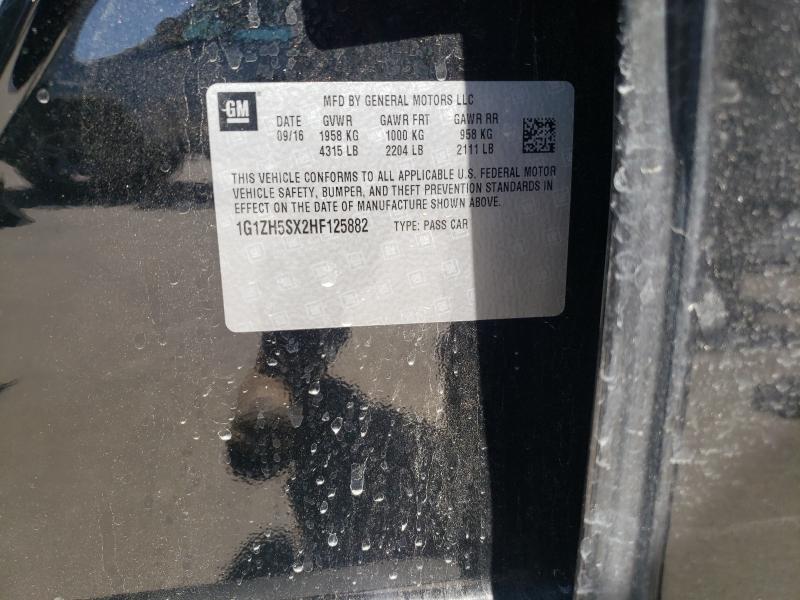 GM
MFD BY GENERAL MOTORS LLC
DATE GVWR GAWR FRT GAWR RR
09/16 1958 KG 1000 KG 958 KG
4315 LB 2204 LB 2111 LB
THIS VEHICLE CONFORMS TO ALL APPLICABLE U.S. FEDERAL MOTOR
VEHICLE SAFETY, BUMPER, AND THEFT PREVENTION STANDARDS IN
EFFECT ON THE DATE OF MANUFACTURE SHOWN ABOVE.
1G1ZH5SX2HF125882 TYPE: PASS CAR